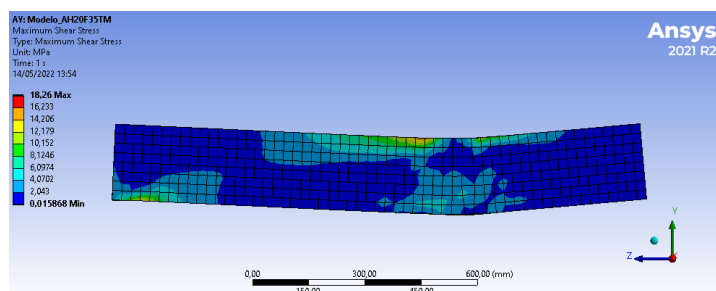 AY: Modelo_AH20F35TM
Maximum Shear Stress
Type: Maximum Shear Stress
Unit: MPa
Time: 1 s
14/05/2022 13:54
Ansys
2021 R2
18,26 Max
16,233
14,206
12,179
10,152
8,1246
6,0974
4,0702
2,043
0,015868 Min
Y
Z
0,00 300,00 600,00 (mm)
150,00 450,00